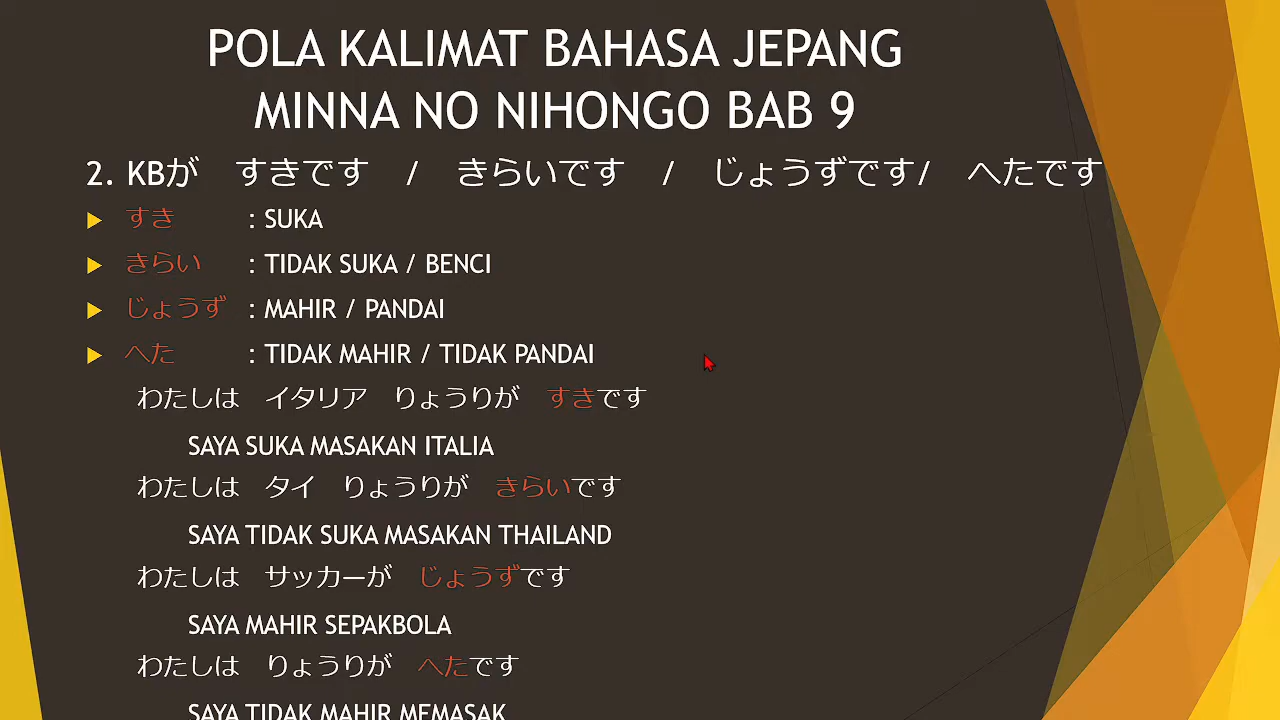 POLA KALIMAT BAHASA JEPANG
MINNA NO NIHONGO BAB 9
2. KBが　すきです　/　きらいです　/　じょうずです/　へたです
すき : SUKA
きらい : TIDAK SUKA / BENCI
じょうず : MAHIR / PANDAI
へた : TIDAK MAHIR / TIDAK PANDAI
わたしは　イタリア　りょうりが　すきです
SAYA SUKA MASAKAN ITALIA
わたしは　タイ　りょうりが　きらいです
SAYA TIDAK SUKA MASAKAN THAILAND
わたしは　サッカーが　じょうずです
SAYA MAHIR SEPAKBOLA
わたしは　りょうりが　へたです
SAYA TIDAK MAHIR MEMASAK